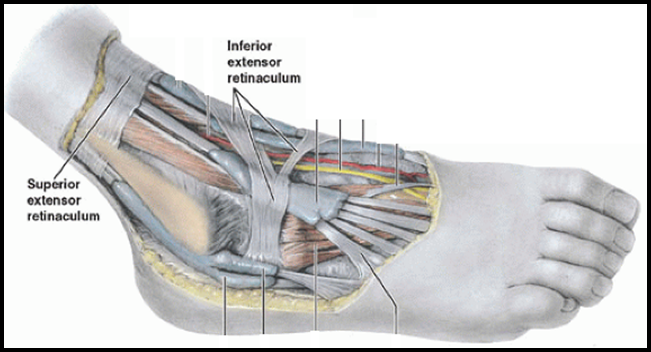 Inferior
extensor
retinaculum
Superior
extensor
retinaculum